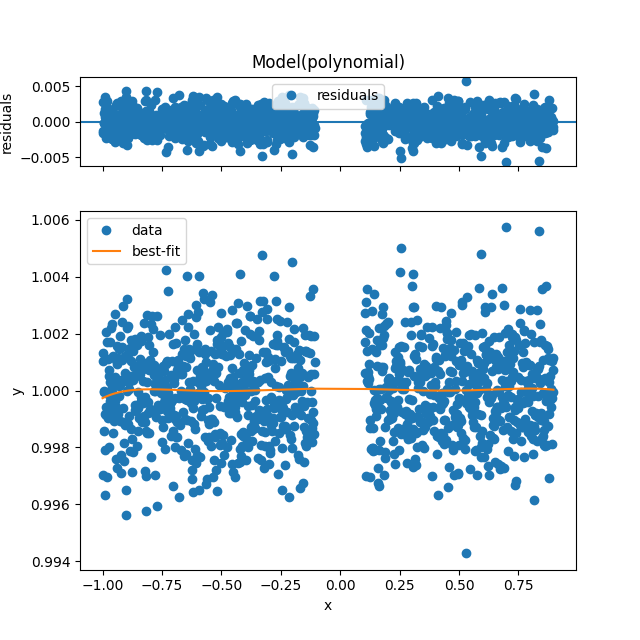 Model(polynomial)
residuals
0.005
0.000
−0.005
residuals
1.006
1.004
1.002
1.000
0.998
0.996
0.994
y
data
best-fit
−1.00 −0.75 −0.50 −0.25 0.00 0.25 0.50 0.75
x